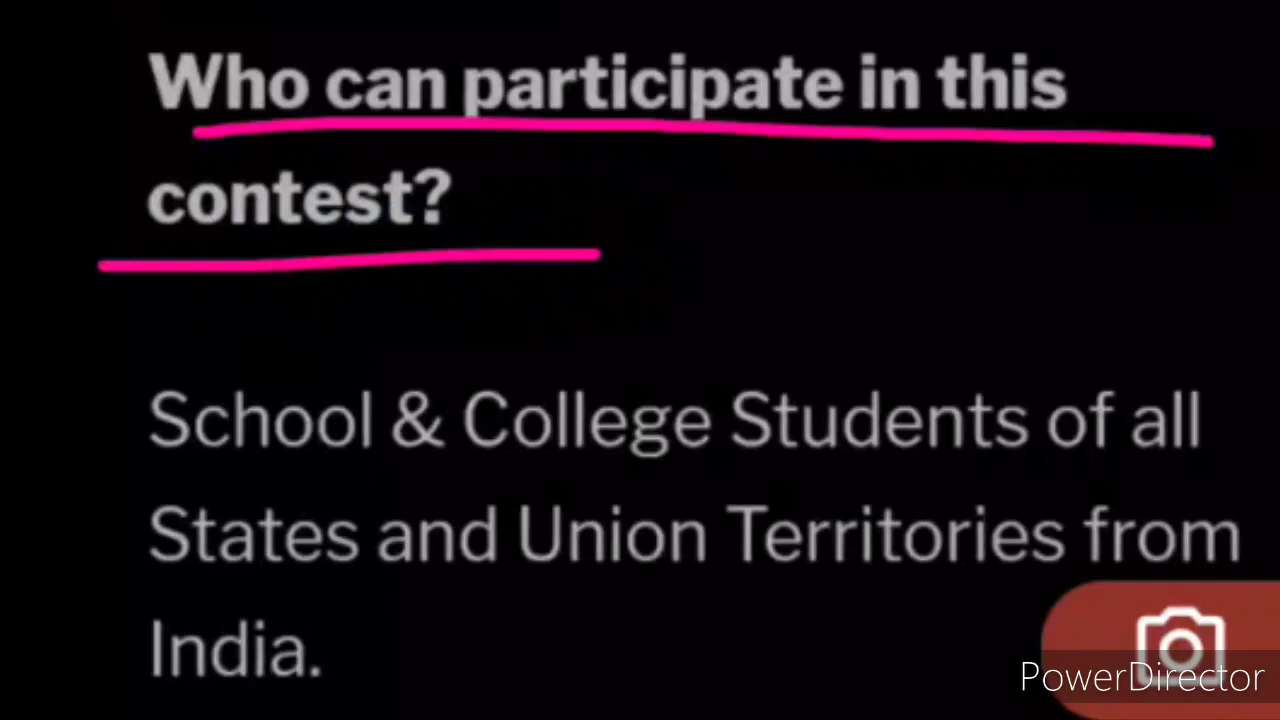 Who can participate in this
contest?
School & College Students of all
States and Union Territories from
India.
PowerDirector